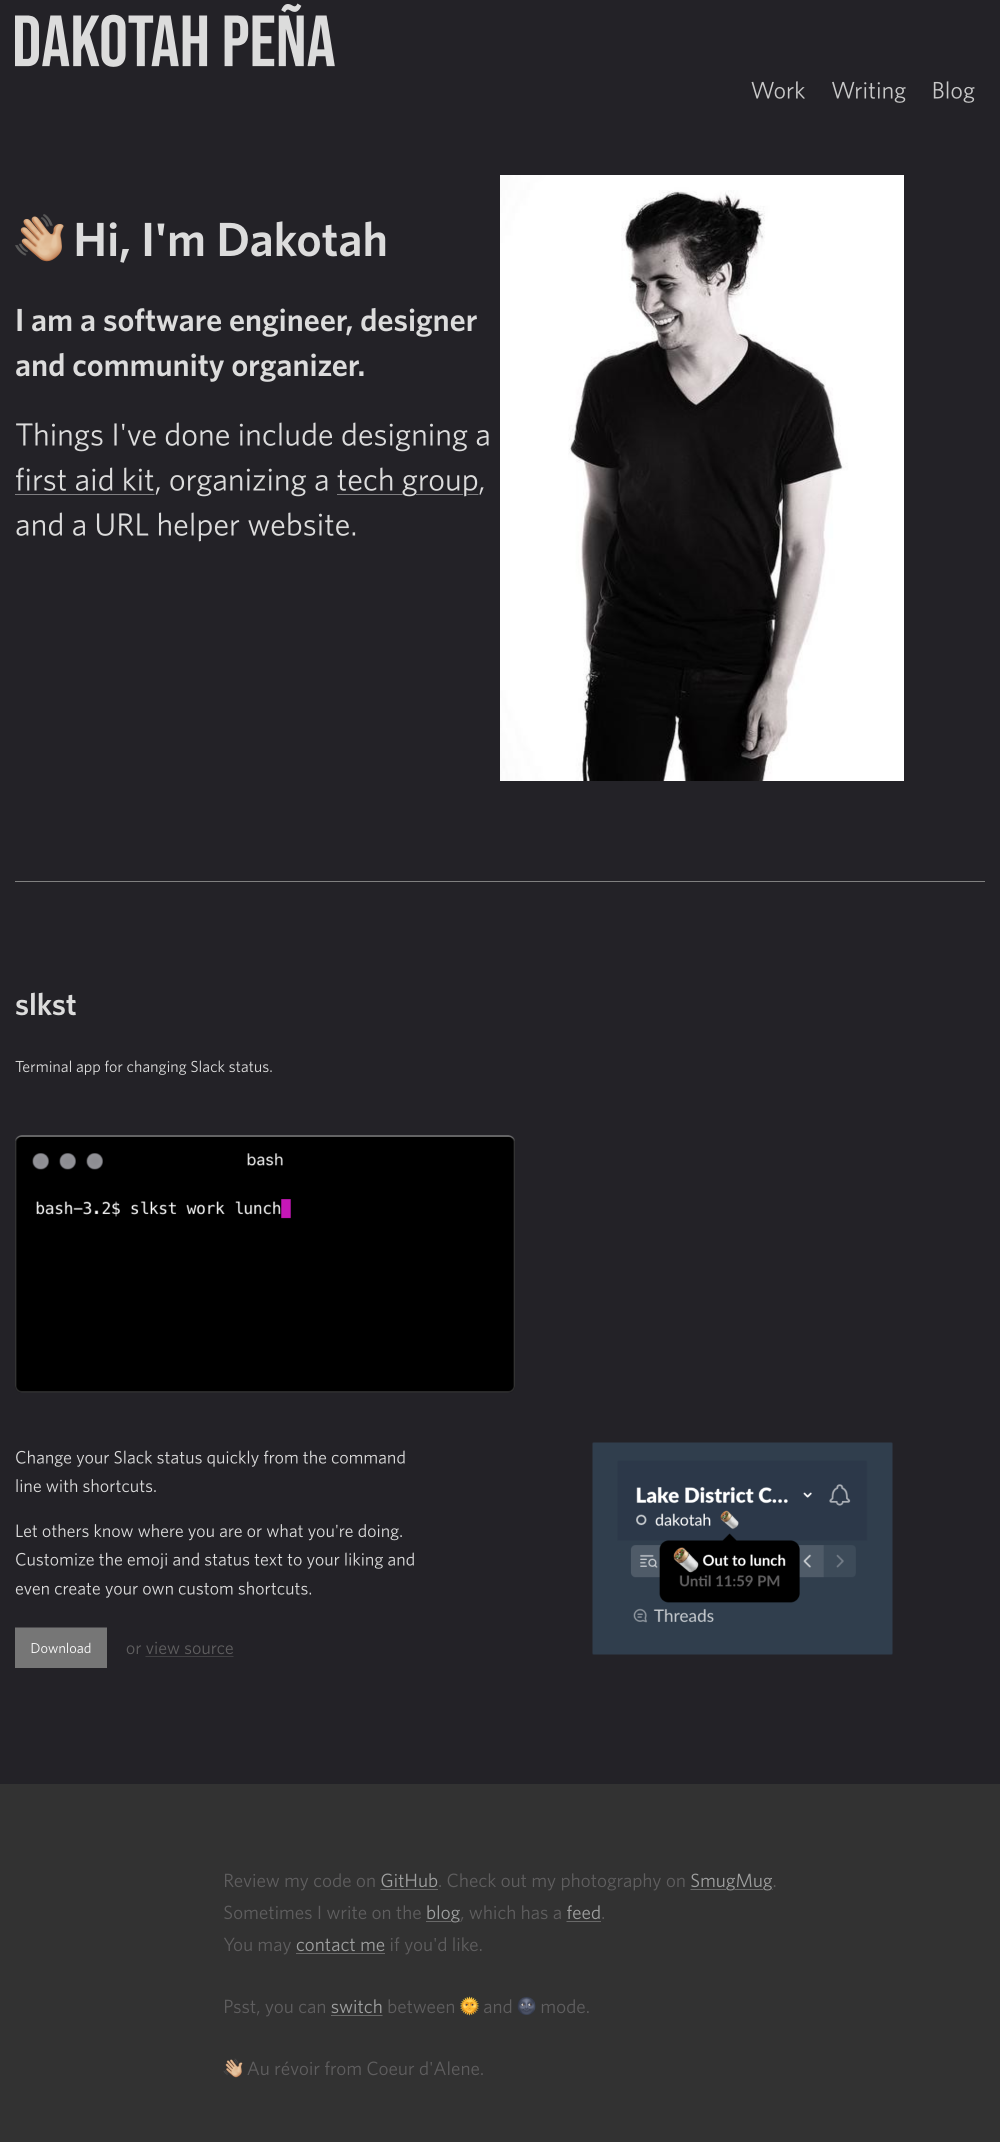 DAKOTAH PEÑA
Work Writing Blog
👋🏼 Hi, I'm Dakotah
I am a software engineer, designer
and community organizer.
Things I've done include designing a
first aid kit, organizing a tech group,
and a URL helper website.
slkst
Terminal app for changing Slack status.
bash
bash-3.2$ slkst work lunch
Change your Slack status quickly from the command
line with shortcuts.
Let others know where you are or what you're doing.
Customize the emoji and status text to your liking and
even create your own custom shortcuts.
Download or view source
Lake District C...
dakotah 🌯
🌯 Out to lunch
Until 11:59 PM
Threads
Review my code on GitHub. Check out my photography on SmugMug.
Sometimes I write on the blog, which has a feed.
You may contact me if you'd like.
Psst, you can switch between 🌞 and 🌚 mode.
👋🏼 Au révoir from Coeur d'Alene.